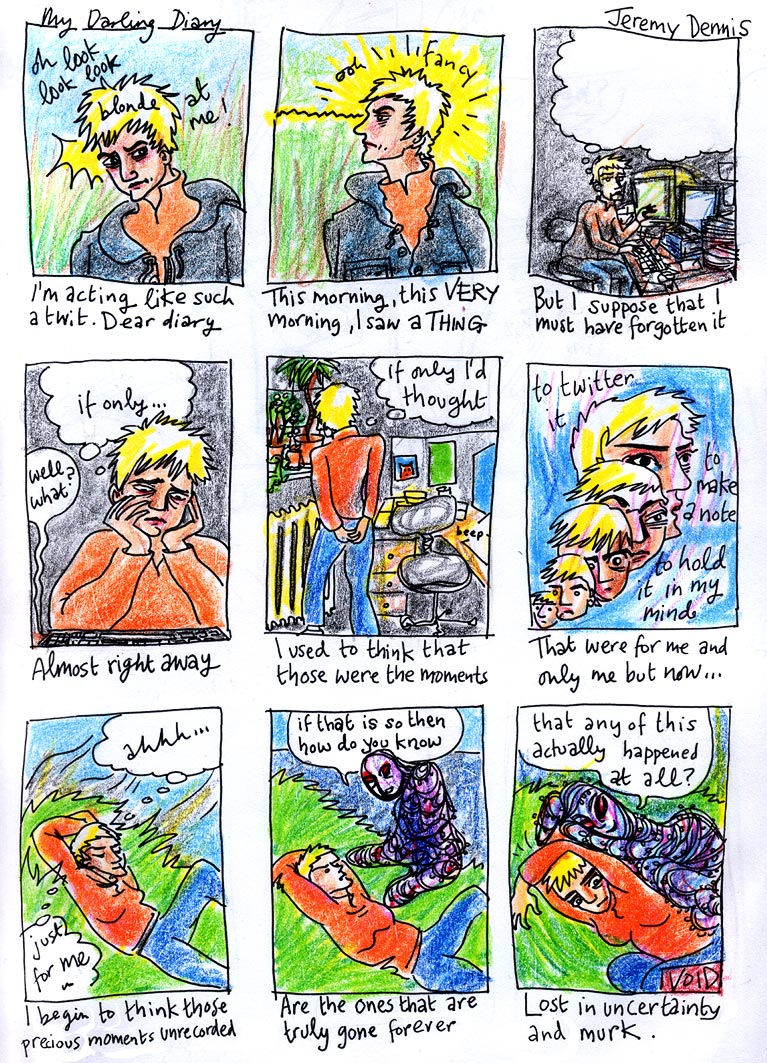 My Darling Diary
Jeremy Dennis
oh look
look look
blonde at
me!
I'm acting like such
a twit. Dear diary
ooh I fancy
This morning, this VERY
morning, I saw a THING
But I suppose that I
must have forgotten it
if only...
well?
what?
Almost right away
if only I'd
thought
beep
I used to think that
those were the moments
to twitter
it
to
make
a note
to hold
it in my
mind
That were for me and
only me but now...
ahhh...
just
for me
I begin to think those
precious moments unrecorded
if that is so then
how do you know
Are the ones that are
truly gone forever
that any of this
actually happened
at all?
VOID
Lost in uncertainty
and murk.